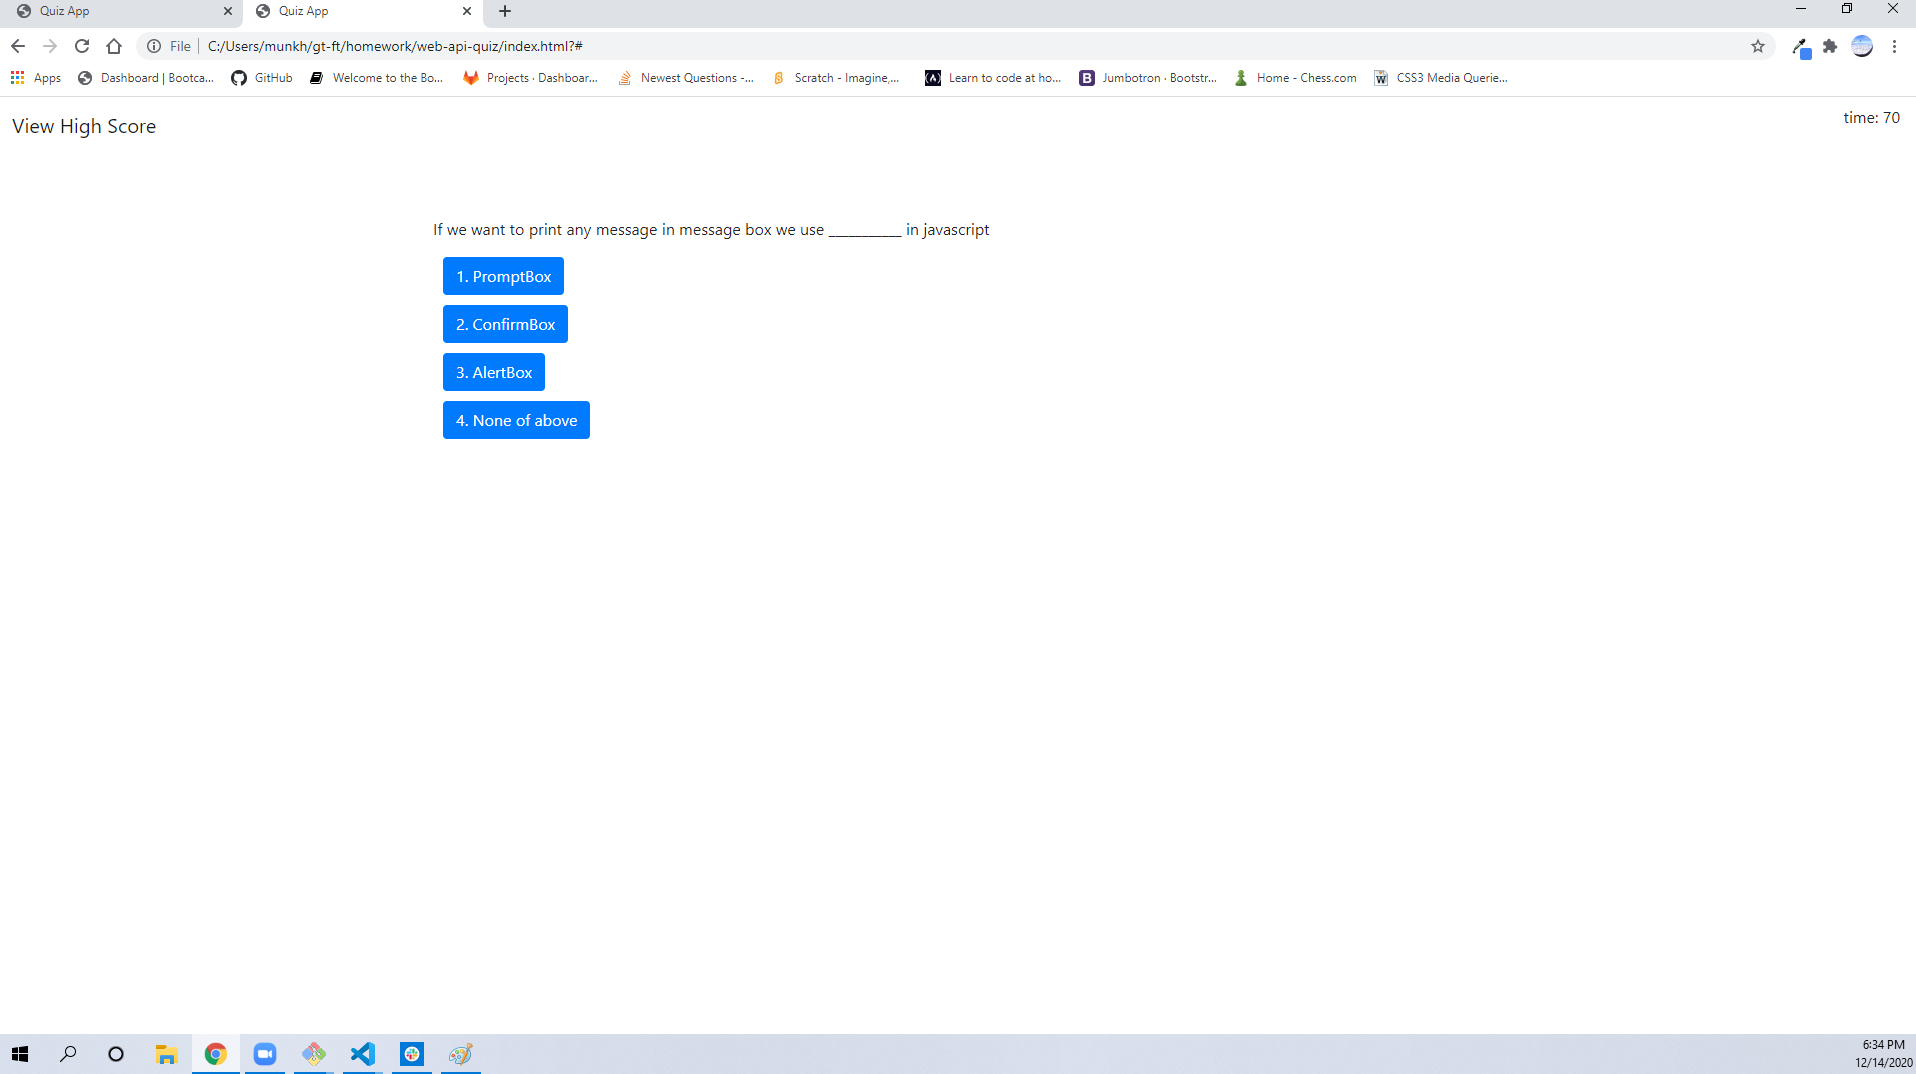 Quiz App
Quiz App
File C:/Users/munkh/gt-ft/homework/web-api-quiz/index.html?#
Apps Dashboard | Bootca... GitHub Welcome to the Bo... Projects · Dashboar... Newest Questions -... Scratch - Imagine,... Learn to code at ho... Jumbotron · Bootstr... Home - Chess.com CSS3 Media Querie...
View High Score
time: 70
If we want to print any message in message box we use ___________ in javascript
1. PromptBox
2. ConfirmBox
3. AlertBox
4. None of above
6:34 PM
12/14/2020